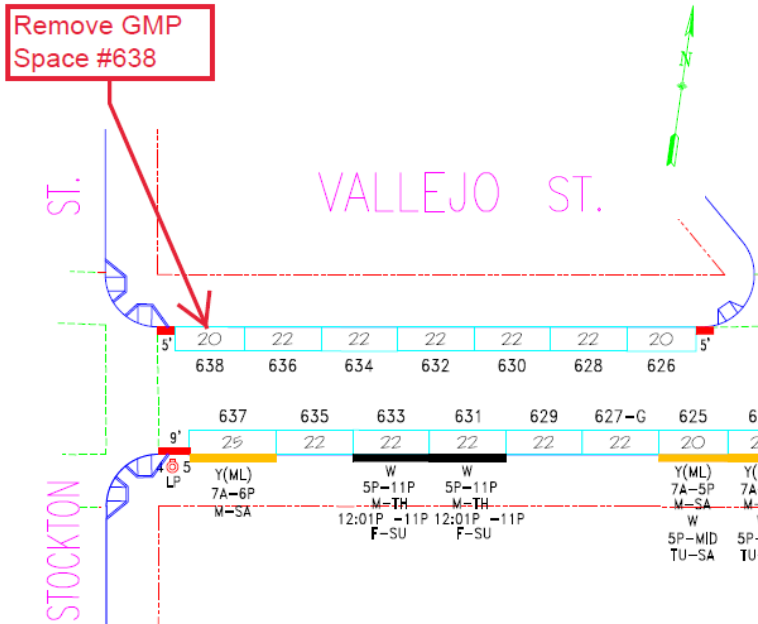 Remove GMP
Space #638
N
ST.
VALLEJO ST.
5' 20 22 22 22 22 22 20 5'
638 636 634 632 630 628 626
637 635 633 631 629 627-G 625
9' 25 22 22 22 22 22 20
4 5
LP
Y(ML)
7A-6P
M-SA
W
5P-11P
M-TH
12:01P -11P
F-SU
W
5P-11P
M-TH
12:01P -11P
F-SU
Y(ML)
7A-5P
M-SA
W
5P-MID
TU-SA
STOCKTON